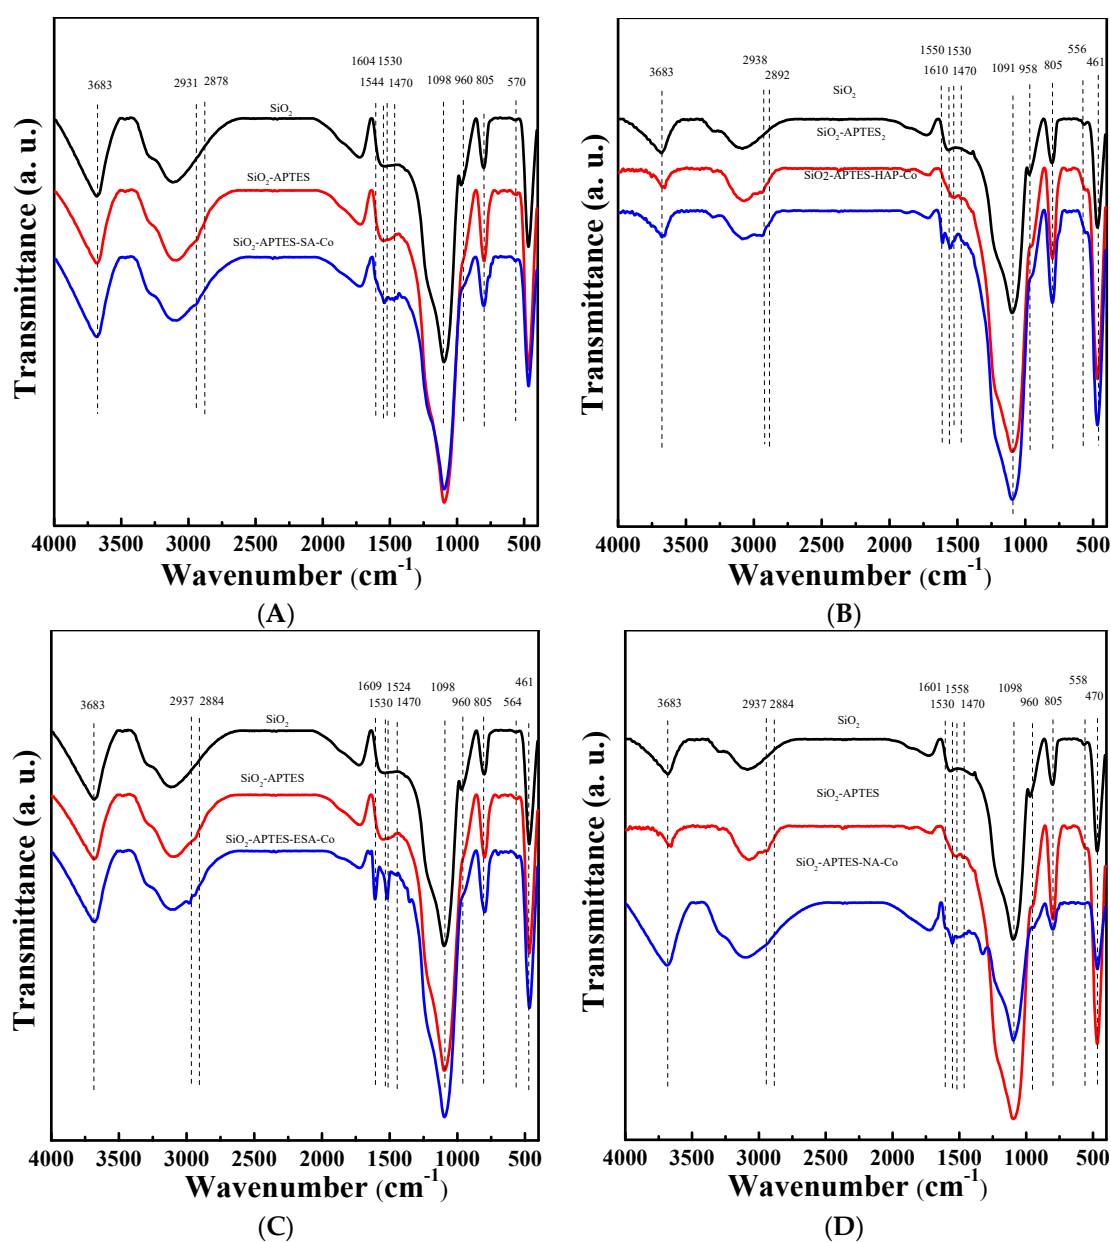 1604 1530
1550 1530
556
3683
2931
2878
1544
1470
1098
960
805
570
3683
2938
2892
1610
1470
1091
958
805
461
SiO2
SiO2
SiO2-APTES2
SiO2-APTES
SiO2-APTES-HAP-Co
SiO2-APTES-SA-Co
Transmittance (a. u.)
Transmittance (a. u.)
4000 3500 3000 2500 2000 1500 1000 500
4000 3500 3000 2500 2000 1500 1000 500
Wavenumber (cm-1)
Wavenumber (cm-1)
(A)
(B)
3683
2937 2884
1609 1524
1530 1470
1098
960 805
564
461
3683
2937 2884
1601 1558
1530 1470
1098
960
805
558
470
SiO2
SiO2
SiO2-APTES
SiO2-APTES
SiO2-APTES-ESA-Co
SiO2-APTES-NA-Co
Transmittance (a. u.)
Transmittance (a. u.)
4000 3500 3000 2500 2000 1500 1000 500
4000 3500 3000 2500 2000 1500 1000 500
Wavenumber (cm-1)
Wavenumber (cm-1)
(C)
(D)